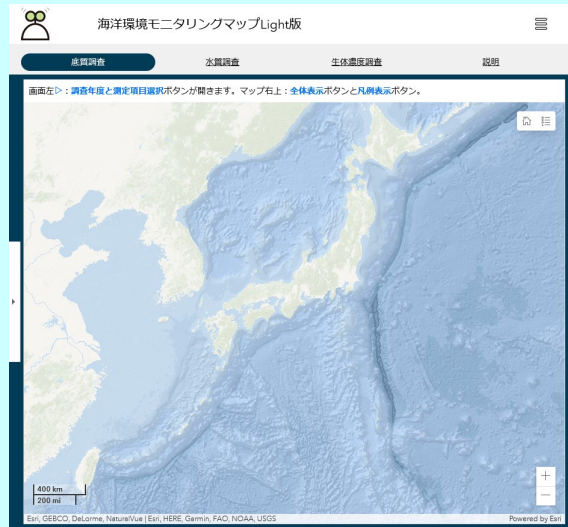 海洋環境モニタリングマップLight版
底質調査
水質調査
生体濃度調査
説明
画面左▷：調査年度と測定項目選択ボタンが開きます。マップ右上：全体表示ボタンと凡例表示ボタン。
400 km
200 mi
Esri, GEBCO, DeLorme, NaturalVue | Esri, HERE, Garmin, FAO, NOAA, USGS
Powered by Esri